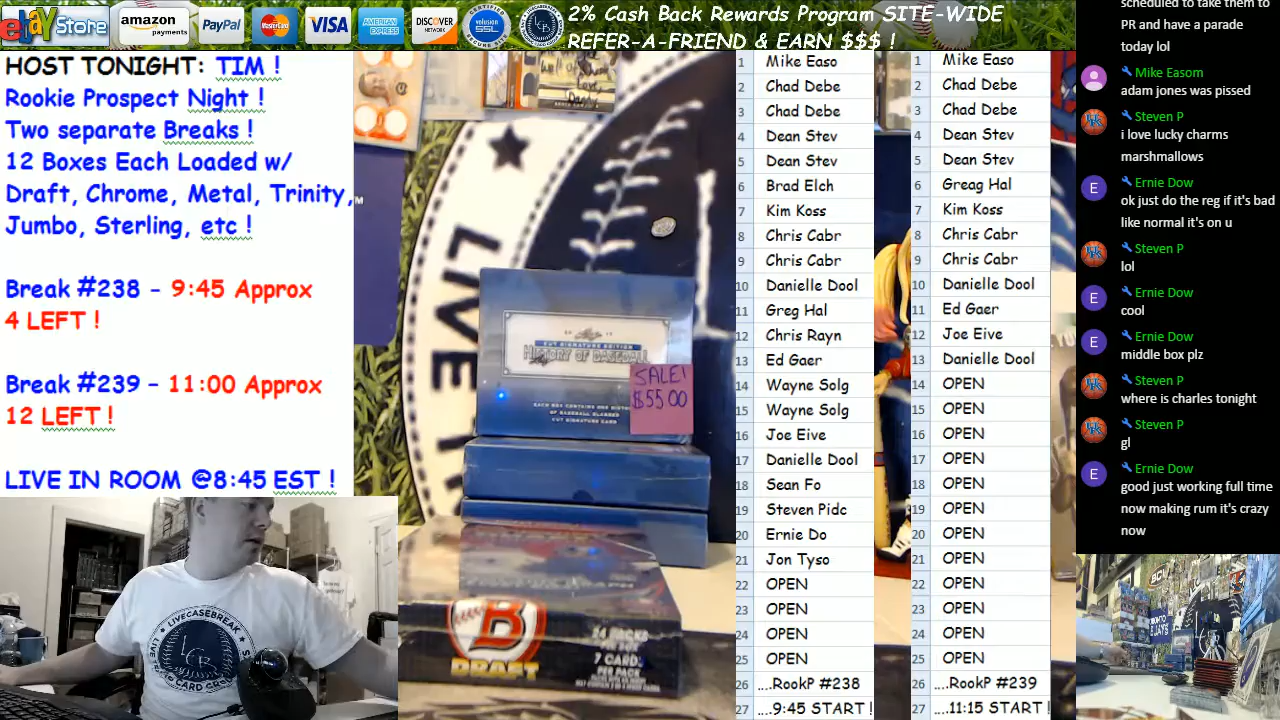 ebay Store
amazon payments
PayPal
MasterCard
VISA
AMERICAN EXPRESS
DISCOVER NETWORK
volusion SSL
2% Cash Back Rewards Program SITE-WIDE
REFER-A-FRIEND & EARN $$$ !
HOST TONIGHT: TIM !
Rookie Prospect Night !
Two separate Breaks !
12 Boxes Each Loaded w/
Draft, Chrome, Metal, Trinity,
Jumbo, Sterling, etc !
Break #238 - 9:45 Approx
4 LEFT !
Break #239 - 11:00 Approx
12 LEFT !
LIVE IN ROOM @8:45 EST !
LIVECASEBREAK
LCB
LIVE
CUT SIGNATURE EDITION
HISTORY OF BASEBALL
SALE!
$55.00
B
DRAFT
24 PACKS
7 CARDS
1 Mike Easo
2 Chad Debe
3 Chad Debe
4 Dean Stev
5 Dean Stev
6 Brad Elch
7 Kim Koss
8 Chris Cabr
9 Chris Cabr
10 Danielle Dool
11 Greg Hal
12 Chris Rayn
13 Ed Gaer
14 Wayne Solg
15 Wayne Solg
16 Joe Eive
17 Danielle Dool
18 Sean Fo
19 Steven Pidc
20 Ernie Do
21 Jon Tyso
22 OPEN
23 OPEN
24 OPEN
25 OPEN
26 ....RookP #238
27 ....9:45 START !
1 Mike Easo
2 Chad Debe
3 Chad Debe
4 Dean Stev
5 Dean Stev
6 Greag Hal
7 Kim Koss
8 Chris Cabr
9 Chris Cabr
10 Danielle Dool
11 Ed Gaer
12 Joe Eive
13 Danielle Dool
14 OPEN
15 OPEN
16 OPEN
17 OPEN
18 OPEN
19 OPEN
20 OPEN
21 OPEN
22 OPEN
23 OPEN
24 OPEN
25 OPEN
26 ....RookP #239
27 ....11:15 START !
scheduled to take them to
PR and have a parade
today lol
Mike Easom
adam jones was pissed
Steven P
i love lucky charms
marshmallows
Ernie Dow
ok just do the reg if it's bad
like normal it's on u
Steven P
lol
Ernie Dow
cool
Ernie Dow
middle box plz
Steven P
where is charles tonight
Steven P
gl
Ernie Dow
good just working full time
now making rum it's crazy
now